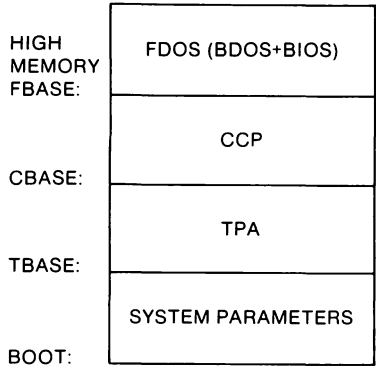 HIGH
MEMORY
FBASE:
FDOS (BDOS+BIOS)
CCP
CBASE:
TPA
TBASE:
SYSTEM PARAMETERS
BOOT: